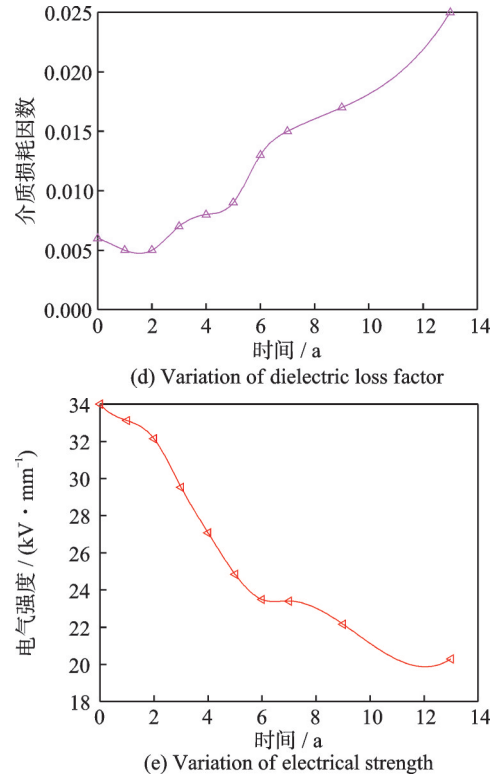 0.025
0.020
0.015
0.010
0.005
0.000
介质损耗因数
0 2 4 6 8 10 12 14
时间 / a
(d) Variation of dielectric loss factor
34
32
30
28
26
24
22
20
18
电气强度 / (kV·mm⁻¹)
0 2 4 6 8 10 12 14
时间 / a
(e) Variation of electrical strength